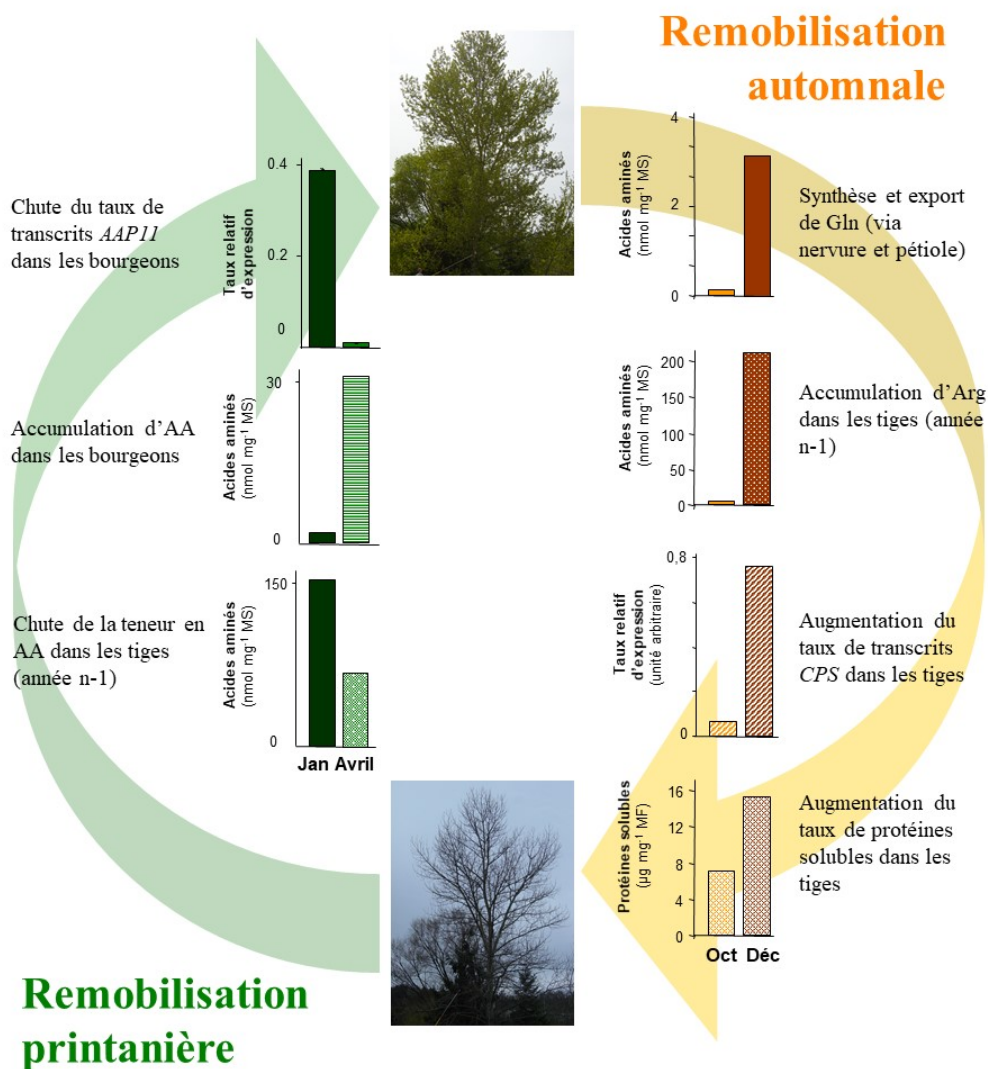 Remobilisation
automnale
Chute du taux de
transcrits AAP11
dans les bourgeons
Taux relatif
d'expression
0.4
0.2
0
Accumulation d'AA
dans les bourgeons
Acides aminés
(nmol mg-1 MS)
30
0
Chute de la teneur en
AA dans les tiges
(année n-1)
Acides aminés
(nmol mg-1 MS)
150
0
Jan Avril
Remobilisation
printanière
Acides aminés
(nmol mg-1 MS)
4
2
2
0
Synthèse et export
de Gln (via
nervure et pétiole)
Acides aminés
(nmol mg-1 MS)
200
150
100
50
0
Accumulation d'Arg
dans les tiges (année
n-1)
Taux relatif
d'expression
(unité arbitraire)
0,8
0
Augmentation du
taux de transcrits
CPS dans les tiges
Protéines solubles
(µg mg-1 MF)
16
12
8
4
0
Augmentation du
taux de protéines
solubles dans les
tiges
Oct Déc